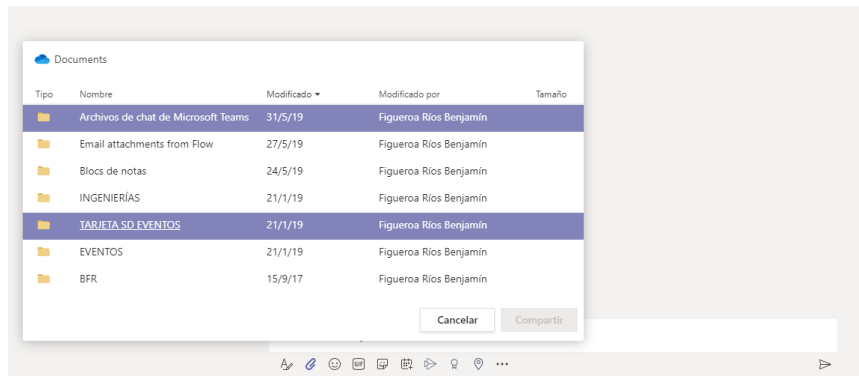 Documents
Tipo Nombre Modificado Modificado por Tamaño
Archivos de chat de Microsoft Teams 31/5/19 Figueroa Ríos Benjamín
Email attachments from Flow 27/5/19 Figueroa Ríos Benjamín
Blocs de notas 24/5/19 Figueroa Ríos Benjamín
INGENIERÍAS 21/1/19 Figueroa Ríos Benjamín
TARJETA SD EVENTOS 21/1/19 Figueroa Ríos Benjamín
EVENTOS 21/1/19 Figueroa Ríos Benjamín
BFR 15/9/17 Figueroa Ríos Benjamín
Cancelar Compartir
GIF